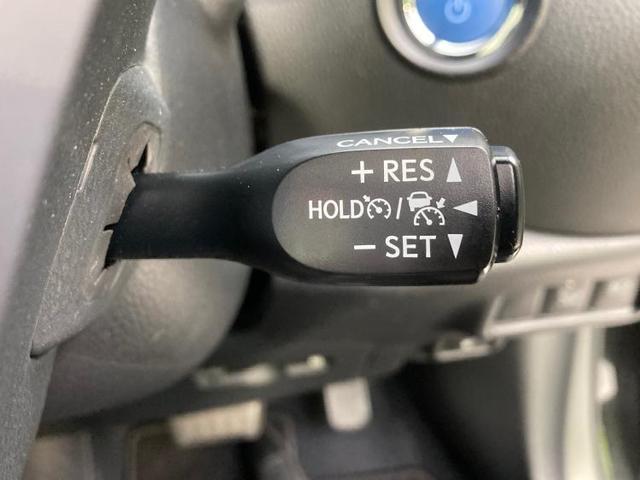 CANCEL▼
+ RES ▲
HOLD / ◄
− SET ▼